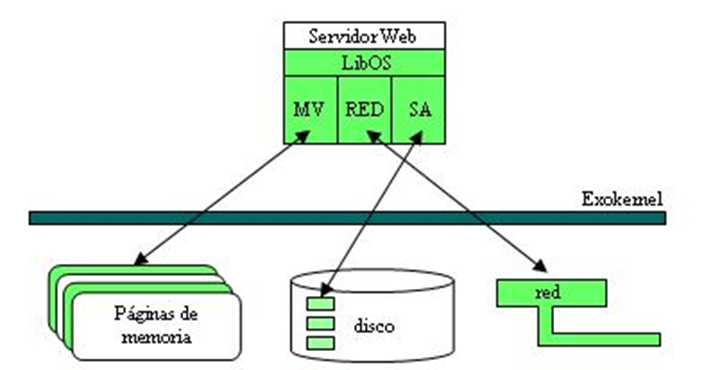 Servidor Web
LibOS
MV RED SA
Exokernel
Páginas de
memoria
disco
red